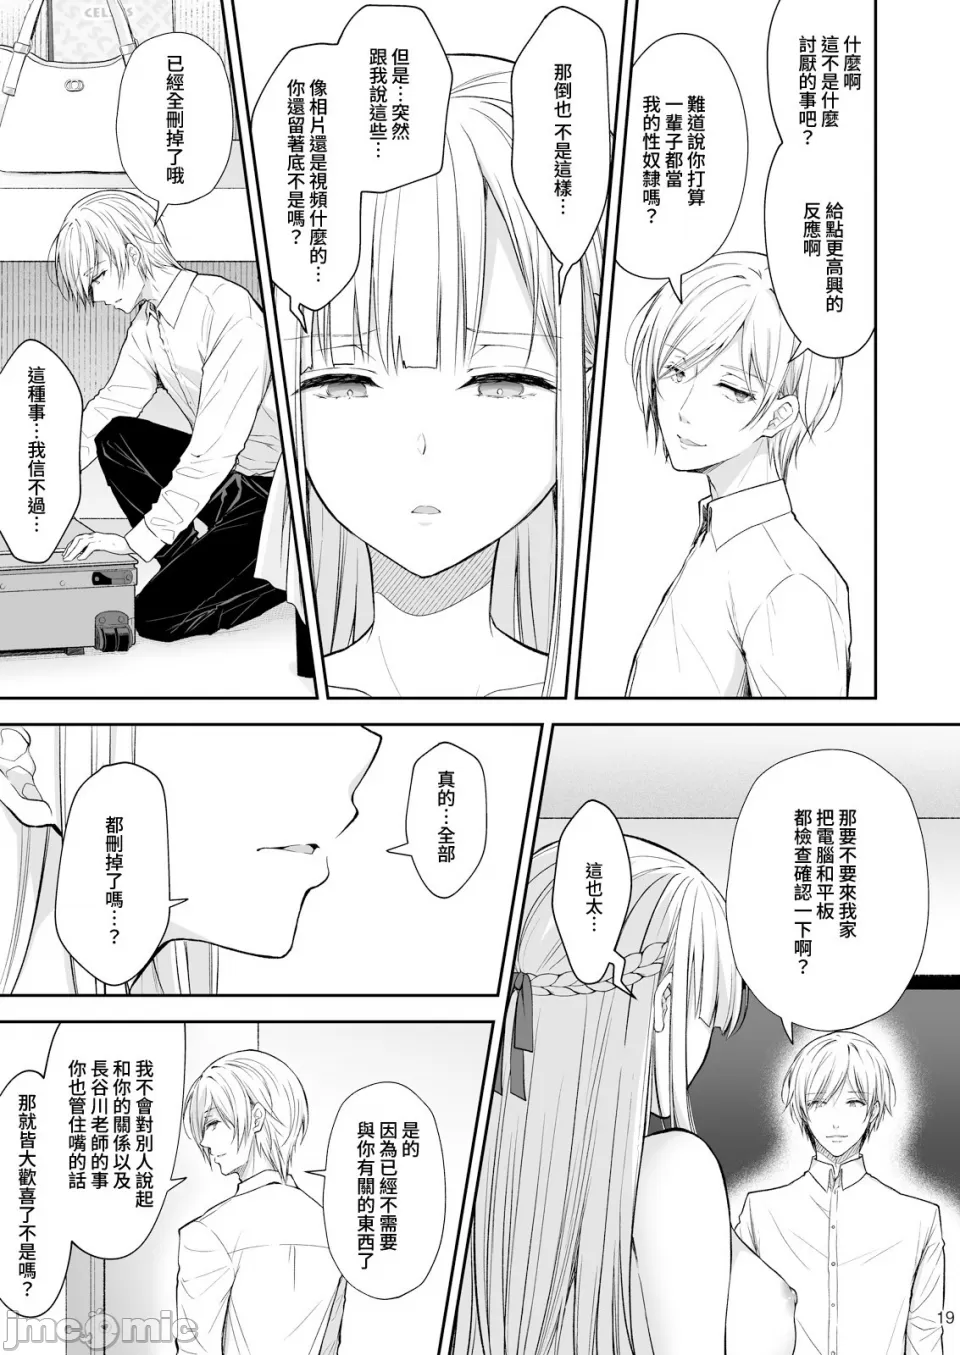 什麼啊
這不是什麼
討厭的事吧？
給點更高興的
反應啊
難道說你打算
一輩子都當
我的性奴隸嗎？
那倒也 不是這樣…
但是…突然
跟我說這些…
像相片還是視頻什麼的…
你還留著底不是嗎？
CELINS
已經全刪掉了哦
這種事…我信不過…
那要不要來我家
把電腦和平板
都檢查確認一下啊？
這也太…
真的…全部
都刪掉了嗎…？
是的
因為已經不需要
與你有關的東西了
我不會對別人說起
和你的關係以及
長谷川老師的事
你也管住嘴的話
那就皆大歡喜了不是嗎？
19
jmcomic